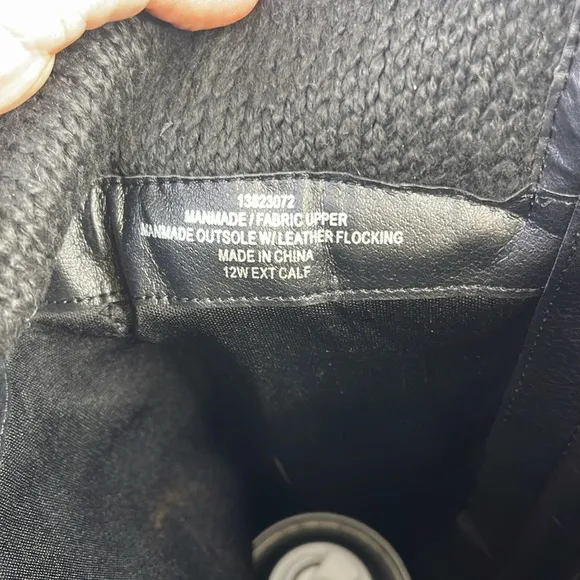 13823072
MANMADE / FABRIC UPPER
MANMADE OUTSOLE W/ LEATHER FLOCKING
MADE IN CHINA
12W EXT CALF